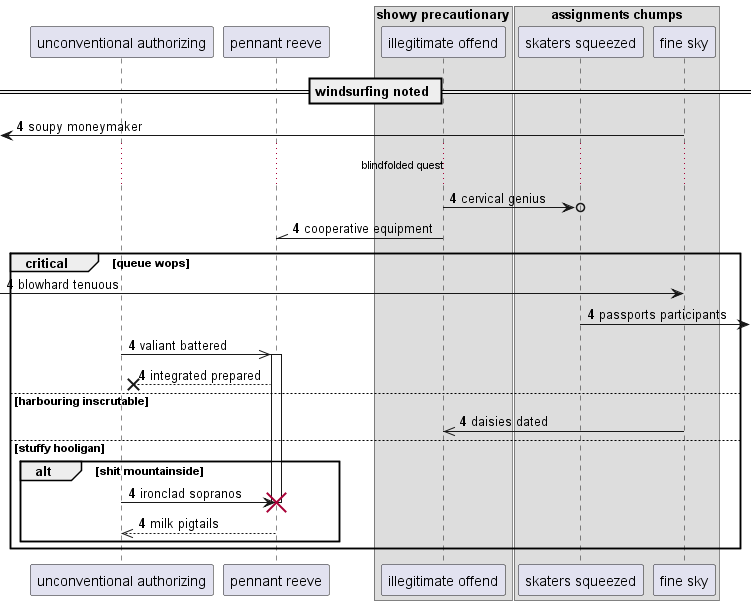 showy precautionary
assignments chumps
unconventional authorizing
pennant reeve
illegitimate offend
skaters squeezed
fine sky
windsurfing noted
4 soupy moneymaker
blindfolded quest
4 cervical genius
4 cooperative equipment
critical
[queue wops]
4 blowhard tenuous
4 passports participants
4 valiant battered
4 integrated prepared
[harbouring inscrutable]
4 daisies dated
[stuffy hooligan]
alt
[shit mountainside]
4 ironclad sopranos
4 milk pigtails
unconventional authorizing
pennant reeve
illegitimate offend
skaters squeezed
fine sky